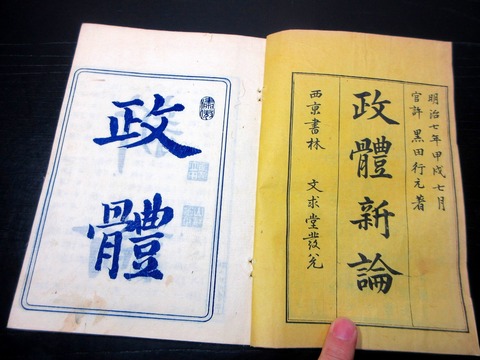 明治七年甲戌七月
官許 黒田行元著
政體新論
西京書林 文求堂發兌
政體